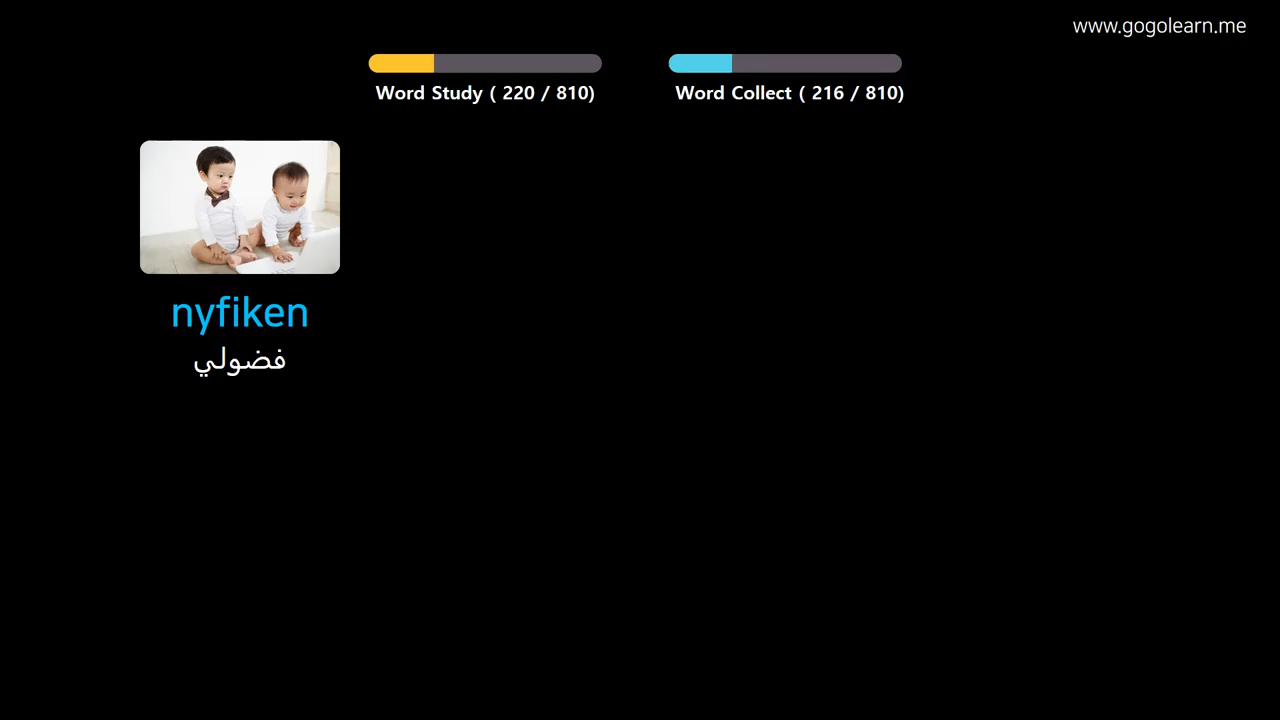 www.gogolearn.me
Word Study ( 220 / 810)
Word Collect ( 216 / 810)
nyfiken
فضولي